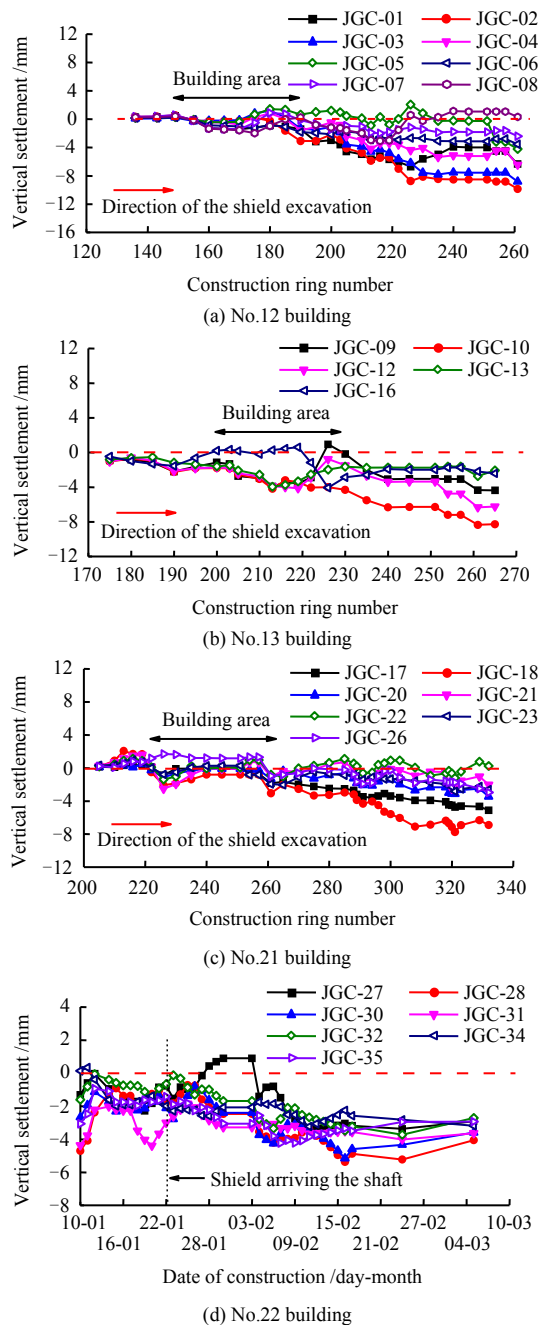 JGC-01 JGC-02
JGC-03 JGC-04
JGC-05 JGC-06
JGC-07 JGC-08
Building area
Direction of the shield excavation
Vertical settlement /mm
12
8
4
0
−4
−8
−12
−16
120 140 160 180 200 220 240 260
Construction ring number
(a) No.12 building
JGC-09 JGC-10
JGC-12 JGC-13
JGC-16
Building area
Direction of the shield excavation
Vertical settlement /mm
12
8
4
0
−4
−8
−12
170 180 190 200 210 220 230 240 250 260 270
Construction ring number
(b) No.13 building
JGC-17 JGC-18
JGC-20 JGC-21
JGC-22 JGC-23
JGC-26
Building area
Direction of the shield excavation
Vertical settlement /mm
12
8
4
0
−4
−8
−12
200 220 240 260 280 300 320 340
Construction ring number
(c) No.21 building
JGC-27 JGC-28
JGC-30 JGC-31
JGC-32 JGC-34
JGC-35
Shield arriving the shaft
Vertical settlement /mm
4
2
0
−2
−4
−6
−8
10-01 22-01 03-02 15-02 27-02 10-03
16-01 28-01 09-02 21-02 04-03
Date of construction /day-month
(d) No.22 building